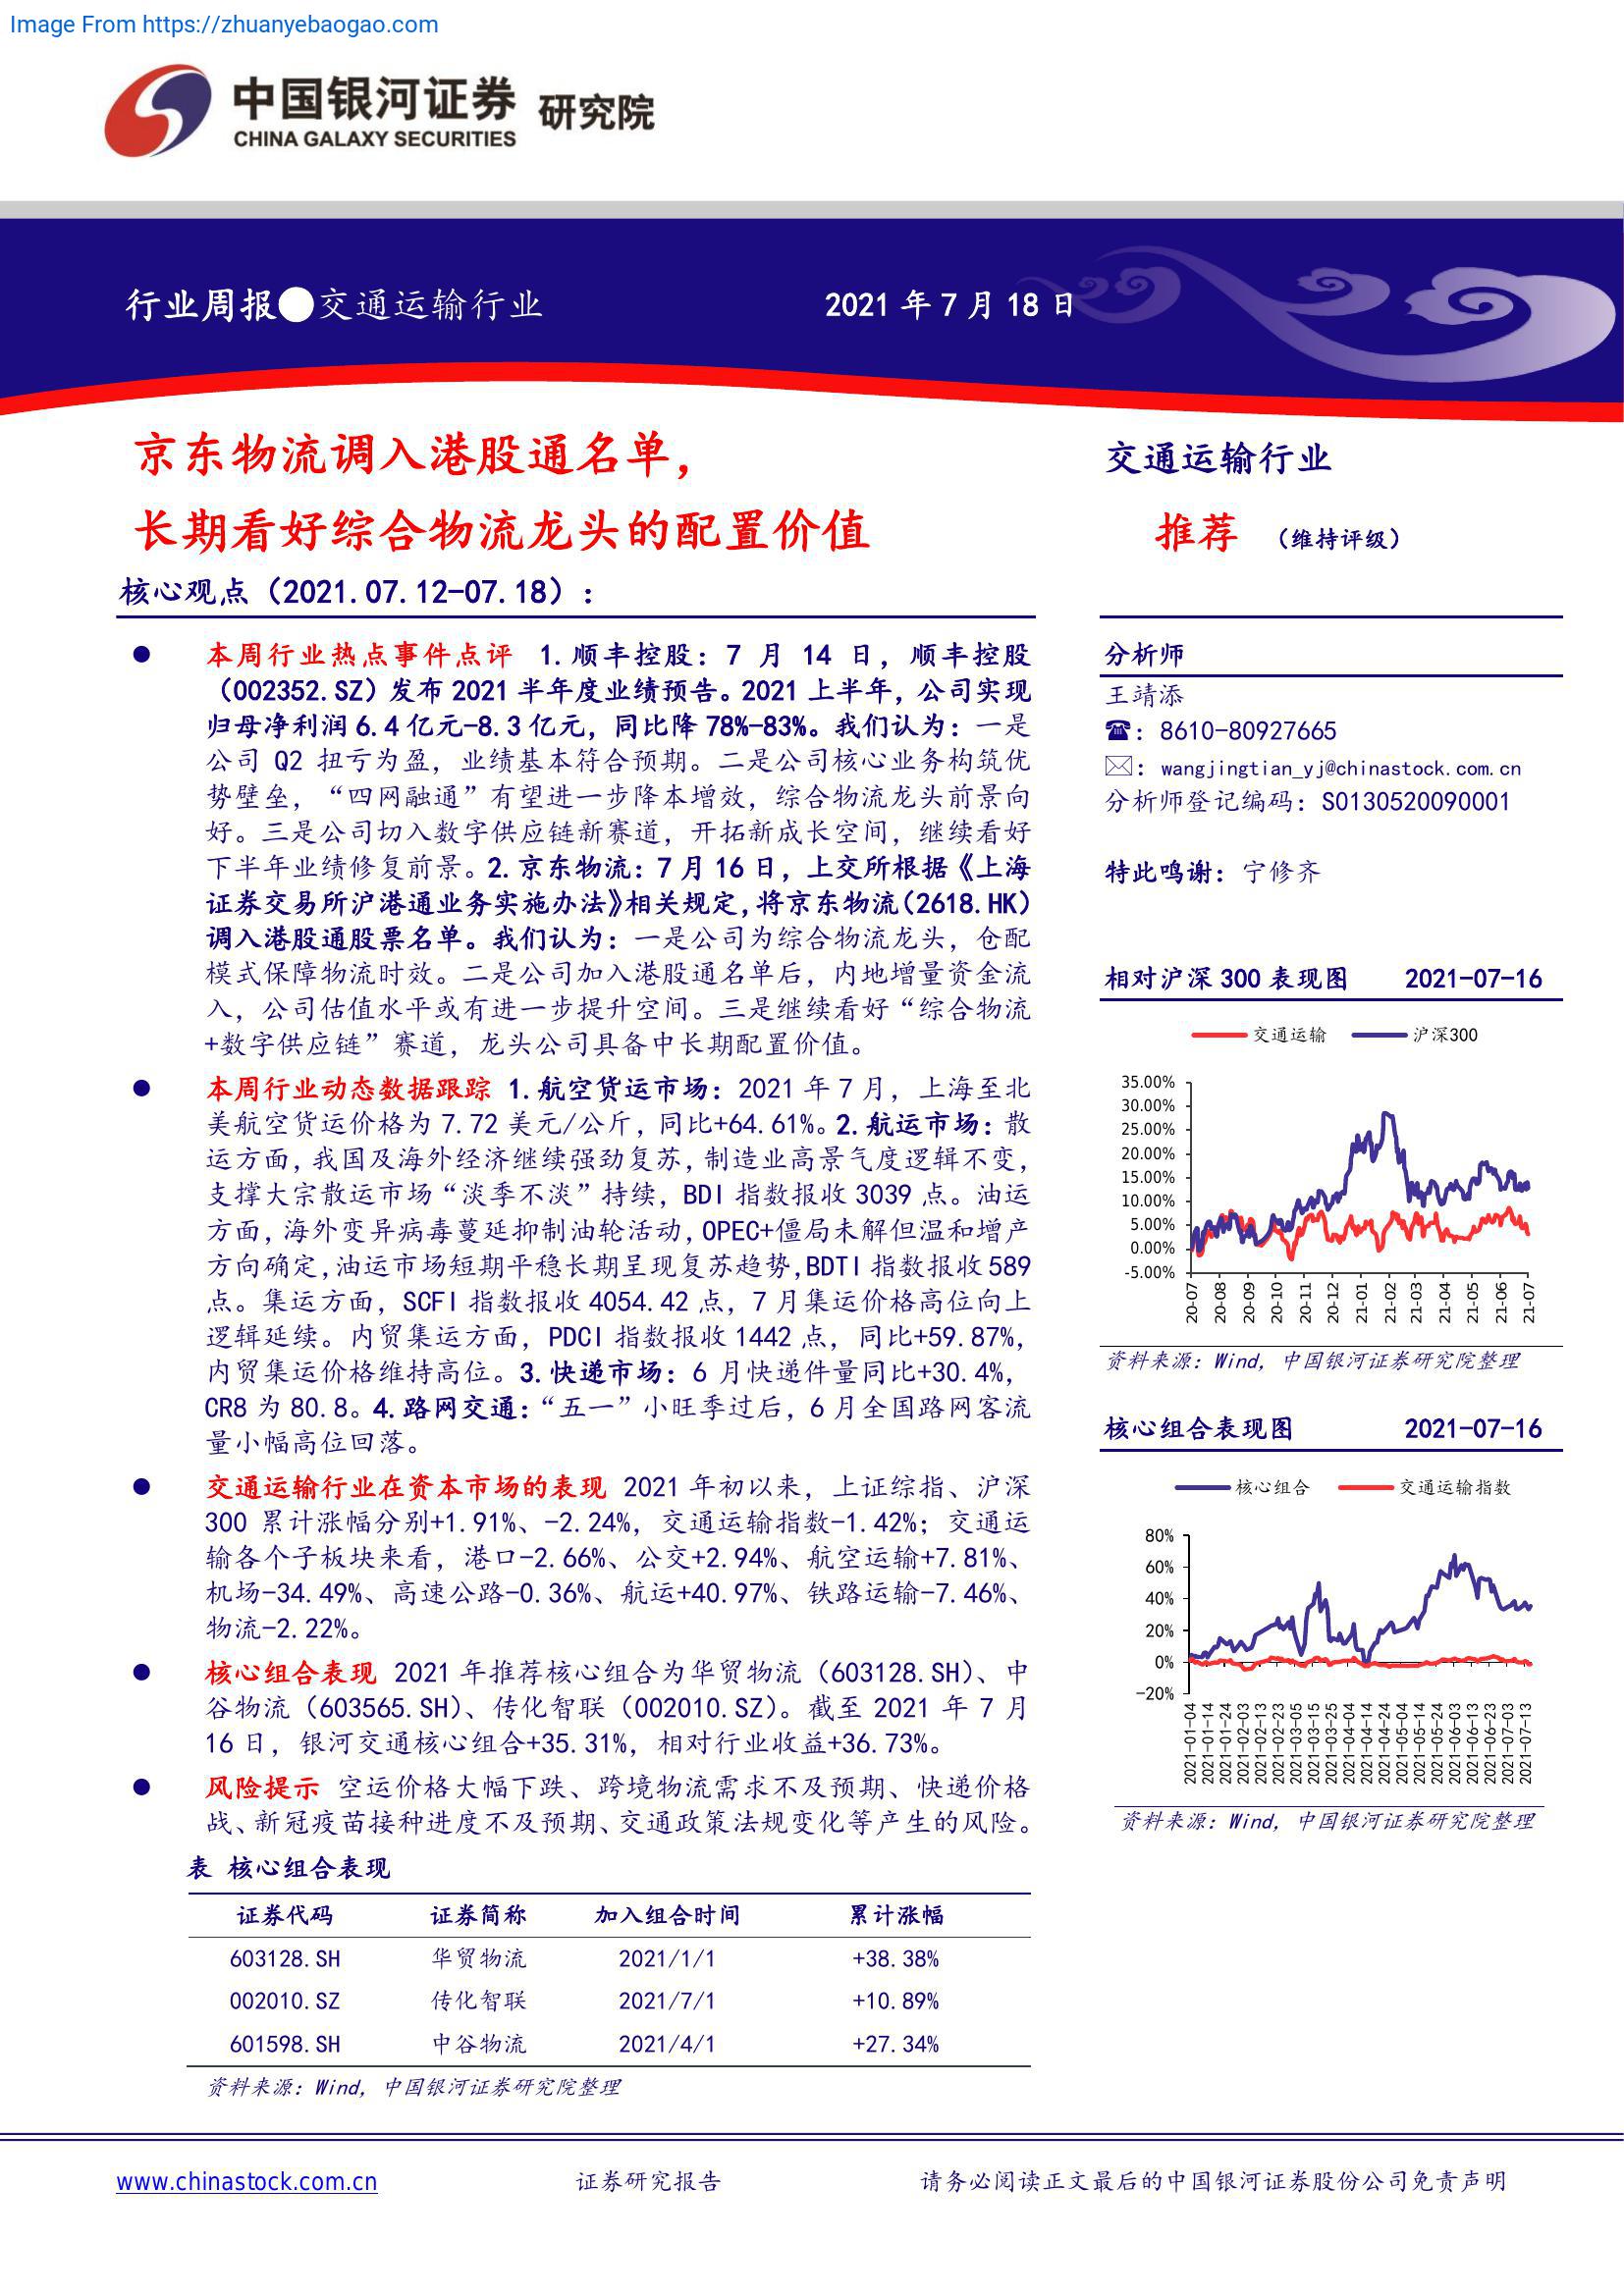 Image From https://zhuanyebaogao.com
中国银河证券 研究院
CHINA GALAXY SECURITIES
行业周报●交通运输行业
2021 年 7 月 18 日
京东物流调入港股通名单，
长期看好综合物流龙头的配置价值
核心观点（2021.07.12-07.18）：
● 本周行业热点事件点评 1.顺丰控股：7 月 14 日，顺丰控股
（002352.SZ）发布 2021 半年度业绩预告。2021 上半年，公司实现
归母净利润 6.4 亿元-8.3 亿元，同比降 78%-83%。我们认为：一是
公司 Q2 扭亏为盈，业绩基本符合预期。二是公司核心业务构筑优
势壁垒，“四网融通”有望进一步降本增效，综合物流龙头前景向
好。三是公司切入数字供应链新赛道，开拓新成长空间，继续看好
下半年业绩修复前景。2.京东物流：7 月 16 日，上交所根据《上海
证券交易所沪港通业务实施办法》相关规定，将京东物流（2618.HK）
调入港股通股票名单。我们认为：一是公司为综合物流龙头，仓配
模式保障物流时效。二是公司加入港股通名单后，内地增量资金流
入，公司估值水平或有进一步提升空间。三是继续看好“综合物流
+数字供应链”赛道，龙头公司具备中长期配置价值。
● 本周行业动态数据跟踪 1.航空货运市场：2021 年 7 月，上海至北
美航空货运价格为 7.72 美元/公斤，同比+64.61%。2.航运市场：散
运方面，我国及海外经济继续强劲复苏，制造业高景气度逻辑不变，
支撑大宗散运市场“淡季不淡”持续，BDI 指数报收 3039 点。油运
方面，海外变异病毒蔓延抑制油轮活动，OPEC+僵局未解但温和增产
方向确定，油运市场短期平稳长期呈现复苏趋势，BDTI 指数报收 589
点。集运方面，SCFI 指数报收 4054.42 点，7 月集运价格高位向上
逻辑延续。内贸集运方面，PDCI 指数报收 1442 点，同比+59.87%，
内贸集运价格维持高位。3.快递市场：6 月快递件量同比+30.4%，
CR8 为 80.8。4.路网交通：“五一”小旺季过后，6 月全国路网客流
量小幅高位回落。
● 交通运输行业在资本市场的表现 2021 年初以来，上证综指、沪深
300 累计涨幅分别+1.91%、-2.24%，交通运输指数-1.42%；交通运
输各个子板块来看，港口-2.66%、公交+2.94%、航空运输+7.81%、
机场-34.49%、高速公路-0.36%、航运+40.97%、铁路运输-7.46%、
物流-2.22%。
● 核心组合表现 2021 年推荐核心组合为华贸物流（603128.SH）、中
谷物流（603565.SH）、传化智联（002010.SZ）。截至 2021 年 7 月
16 日，银河交通核心组合+35.31%，相对行业收益+36.73%。
● 风险提示 空运价格大幅下跌、跨境物流需求不及预期、快递价格
战、新冠疫苗接种进度不及预期、交通政策法规变化等产生的风险。
表 核心组合表现
证券代码 证券简称 加入组合时间 累计涨幅
603128.SH 华贸物流 2021/1/1 +38.38%
002010.SZ 传化智联 2021/7/1 +10.89%
601598.SH 中谷物流 2021/4/1 +27.34%
资料来源：Wind，中国银河证券研究院整理
交通运输行业
推荐 （维持评级）
分析师
王靖添
☎：8610-80927665
✉：wangjingtian_yj@chinastock.com.cn
分析师登记编码：S0130520090001
特此鸣谢：宁修齐
相对沪深 300 表现图 2021-07-16
交通运输 沪深300
35.00%
30.00%
25.00%
20.00%
15.00%
10.00%
5.00%
0.00%
-5.00%
20-07 20-08 20-09 20-10 20-11 20-12 21-01 21-02 21-03 21-04 21-05 21-06 21-07
资料来源：Wind，中国银河证券研究院整理
核心组合表现图 2021-07-16
核心组合 交通运输指数
80%
60%
40%
20%
0%
-20%
2021-01-04 2021-01-14 2021-01-24 2021-02-03 2021-02-13 2021-02-23 2021-03-05 2021-03-15 2021-03-25 2021-04-04 2021-04-14 2021-04-24 2021-05-04 2021-05-14 2021-05-24 2021-06-03 2021-06-13 2021-06-23 2021-07-03 2021-07-13
资料来源：Wind，中国银河证券研究院整理
www.chinastock.com.cn 证券研究报告 请务必阅读正文最后的中国银河证券股份公司免责声明